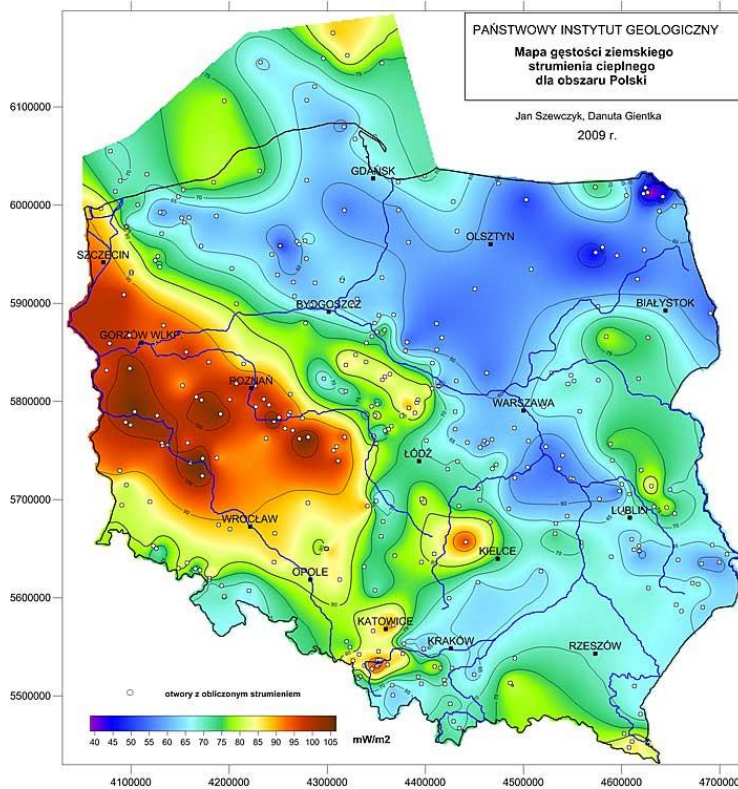 PAŃSTWOWY INSTYTUT GEOLOGICZNY
Mapa gęstości ziemskiego
strumienia cieplnego
dla obszaru Polski
Jan Szewczyk, Danuta Gientka
2009 r.
6100000
6000000
5900000
5800000
5700000
5600000
5500000
GDAŃSK
OLSZTYN
SZCZECIN
BYDGOSZCZ
BIAŁYSTOK
GORZÓW WLKP
POZNAŃ
WARSZAWA
ŁÓDŹ
LUBLIN
WROCŁAW
KIELCE
OPOLE
KATOWICE
KRAKÓW
RZESZÓW
otwory z obliczonym strumieniem
40 45 50 55 60 65 70 75 80 85 90 95 100 105 mW/m2
4100000 4200000 4300000 4400000 4500000 4600000 4700000